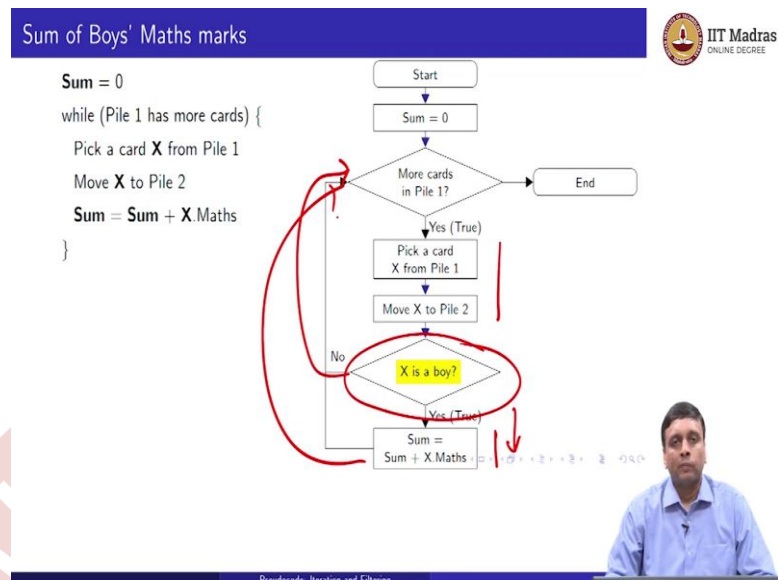 Sum of Boys' Maths marks
IIT Madras
ONLINE DEGREE
Sum = 0
while (Pile 1 has more cards) {
Pick a card X from Pile 1
Move X to Pile 2
Sum = Sum + X.Maths
}
Start
Sum = 0
More cards
in Pile 1?
End
Yes (True)
Pick a card
X from Pile 1
Move X to Pile 2
No
X is a boy?
Yes (True)
Sum =
Sum + X.Maths
Pseudocode: Iteration and Filtering